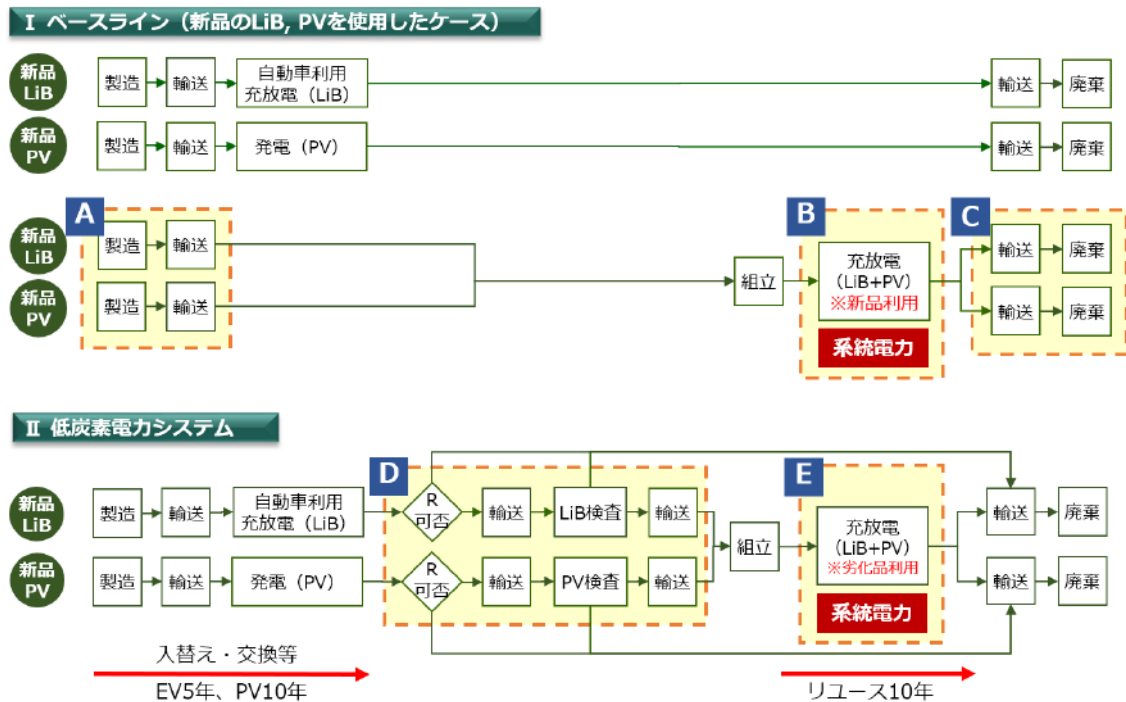 Ⅰ ベースライン（新品のLiB, PVを使用したケース）
新品
LiB
製造
輸送
自動車利用
充放電（LiB）
輸送
廃棄
新品
PV
製造
輸送
発電（PV）
輸送
廃棄
A
B
C
新品
LiB
製造
輸送
新品
PV
製造
輸送
組立
充放電
（LiB+PV）
※新品利用
系統電力
輸送
廃棄
輸送
廃棄
Ⅱ 低炭素電力システム
D
E
新品
LiB
製造
輸送
自動車利用
充放電（LiB）
R
可否
輸送
LiB検査
輸送
新品
PV
製造
輸送
発電（PV）
R
可否
輸送
PV検査
輸送
組立
充放電
（LiB+PV）
※劣化品利用
系統電力
輸送
廃棄
輸送
廃棄
入替え・交換等
EV5年、PV10年
リユース10年